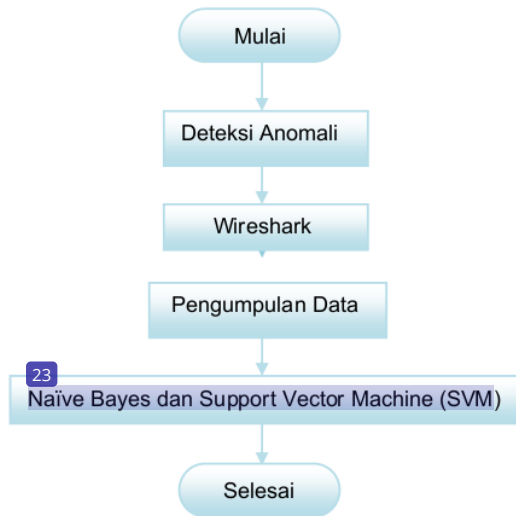 Mulai
Deteksi Anomali
Wireshark
Pengumpulan Data
23
Naïve Bayes dan Support Vector Machine (SVM)
Selesai